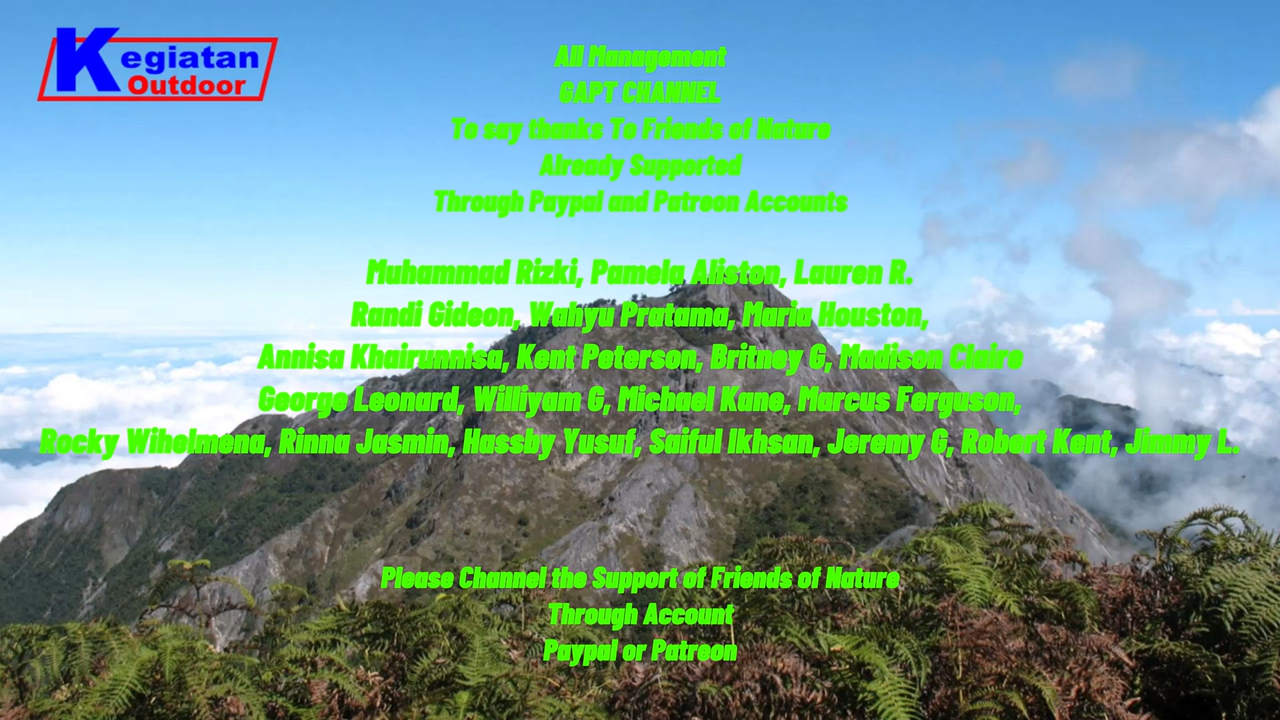 Kegiatan
Outdoor
All Management
GAPT CHANNEL
To say thanks To Friends of Nature
Already Supported
Through Paypal and Patreon Accounts
Muhammad Rizki, Pamela Aliston, Lauren R.
Randi Gideon, Wahyu Pratama, Maria Houston,
Annisa Khairunnisa, Kent Peterson, Britney G, Madison Claire
George Leonard, Williyam G, Michael Kane, Marcus Ferguson,
Rocky Wihelmena, Rinna Jasmin, Hassby Yusuf, Saiful Ikhsan, Jeremy G, Robert Kent, Jimmy L.
Please Channel the Support of Friends of Nature
Through Account
Paypal or Patreon